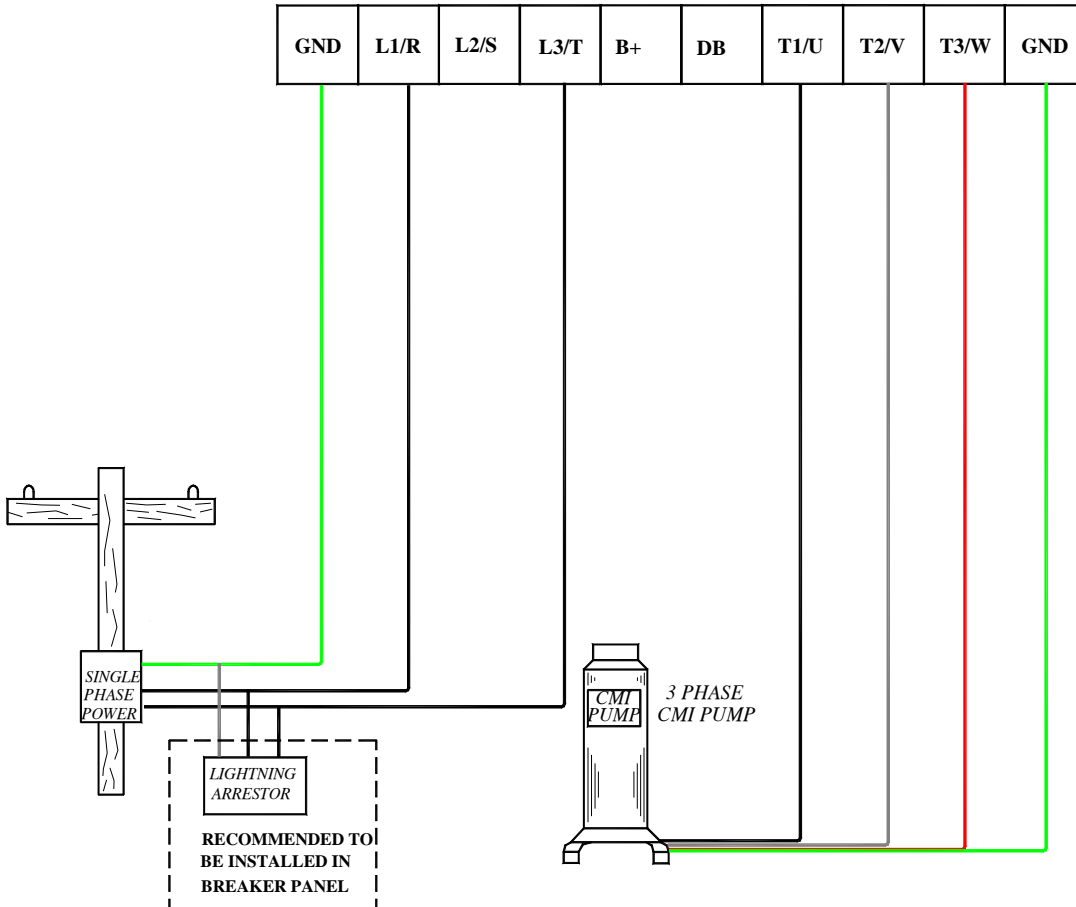 GND L1/R L2/S L3/T B+ DB T1/U T2/V T3/W GND
SINGLE
PHASE
POWER
CMI
PUMP
3 PHASE
CMI PUMP
LIGHTNING
ARRESTOR
RECOMMENDED TO
BE INSTALLED IN
BREAKER PANEL